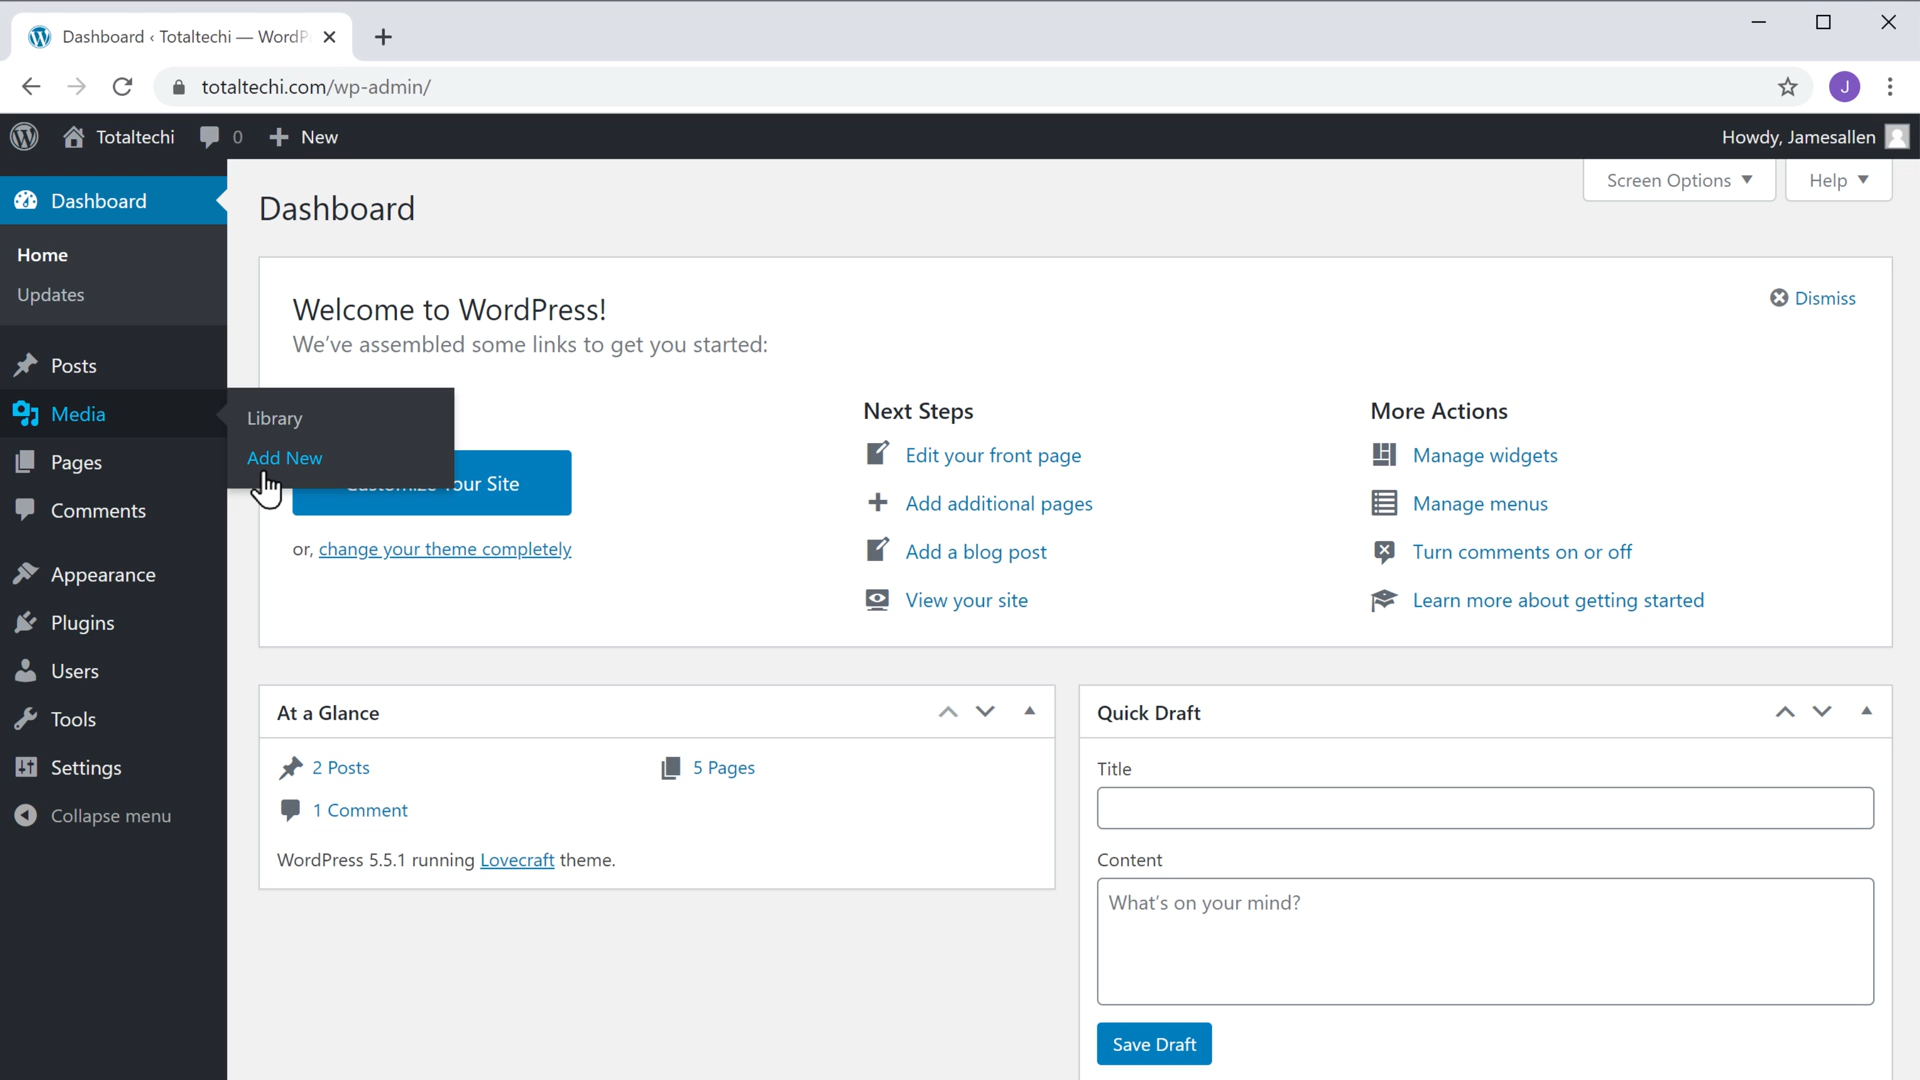 Dashboard ‹ Totaltechi — WordP
totaltechi.com/wp-admin/
J
Totaltechi
0
New
Howdy, Jamesallen
Dashboard
Home
Updates
Posts
Media
Pages
Comments
Appearance
Plugins
Users
Tools
Settings
Collapse menu
Library
Add New
Dashboard
Screen Options
Help
Welcome to WordPress!
We've assembled some links to get you started:
Dismiss
Your Site
or, change your theme completely
Next Steps
Edit your front page
Add additional pages
Add a blog post
View your site
More Actions
Manage widgets
Manage menus
Turn comments on or off
Learn more about getting started
At a Glance
2 Posts
5 Pages
1 Comment
WordPress 5.5.1 running Lovecraft theme.
Quick Draft
Title
Content
What's on your mind?
Save Draft